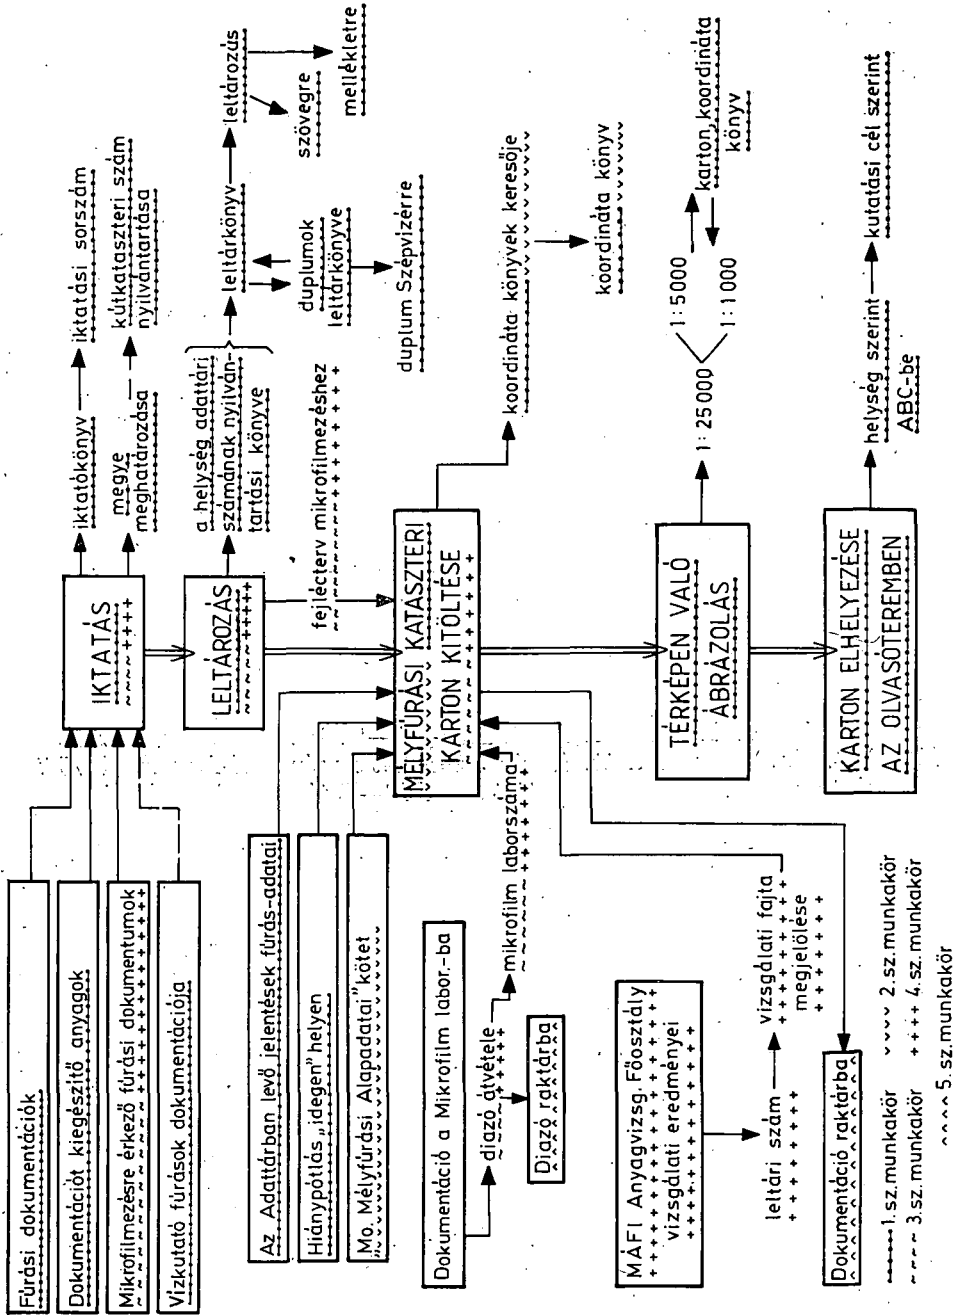 Fúrási dokumentációk
Dokumentációt kiegészítő anyagok
Mikrofilmezésre érkező fúrási dokumentumok
Vízkutató fúrások dokumentációja
IKTATÁS
iktatókönyv
iktatási sorszám
megye
meghatározása
kútkataszteri szám
nyilvántartása
LELTÁROZÁS
a helység adattári
számának nyilván-
tartási könyve
leltárkönyv
leltározás
szövegre
mellékletre
duplumok
leltárkönyve
duplum Szépvízérre
fejlécterv mikrofilmezéshez
Az Adattárban levő jelentések fúrás-adatai
Hiánypótlás „idegen" helyen
Mo. Mélyfúrási Alapadatai" kötet
MÉLYFÚRÁSI KATASZTERI
KARTON KITÖLTÉSE
koordináta könyvek keresője
koordináta könyv
Dokumentáció a Mikrofilm labor.-ba
diazó átvétele
mikrofilm laborszáma
Diazó raktárba
TÉRKÉPEN VALÓ
ÁBRÁZOLÁS
1: 25 000
1: 5000
1: 1000
karton, koordináta
könyv
MÁFI Anyagvizsg. Főosztály
vizsgálati eredményei
leltári szám
vizsgálati fajta
megjelölése
KARTON ELHELYEZÉSE
AZ OLVASÓTEREMBEN
helység szerint
ABC-be
kutatási cél szerint
Dokumentáció raktárba
1. sz. munkakör
2. sz. munkakör
3. sz. munkakör
4. sz. munkakör
5. sz. munkakör